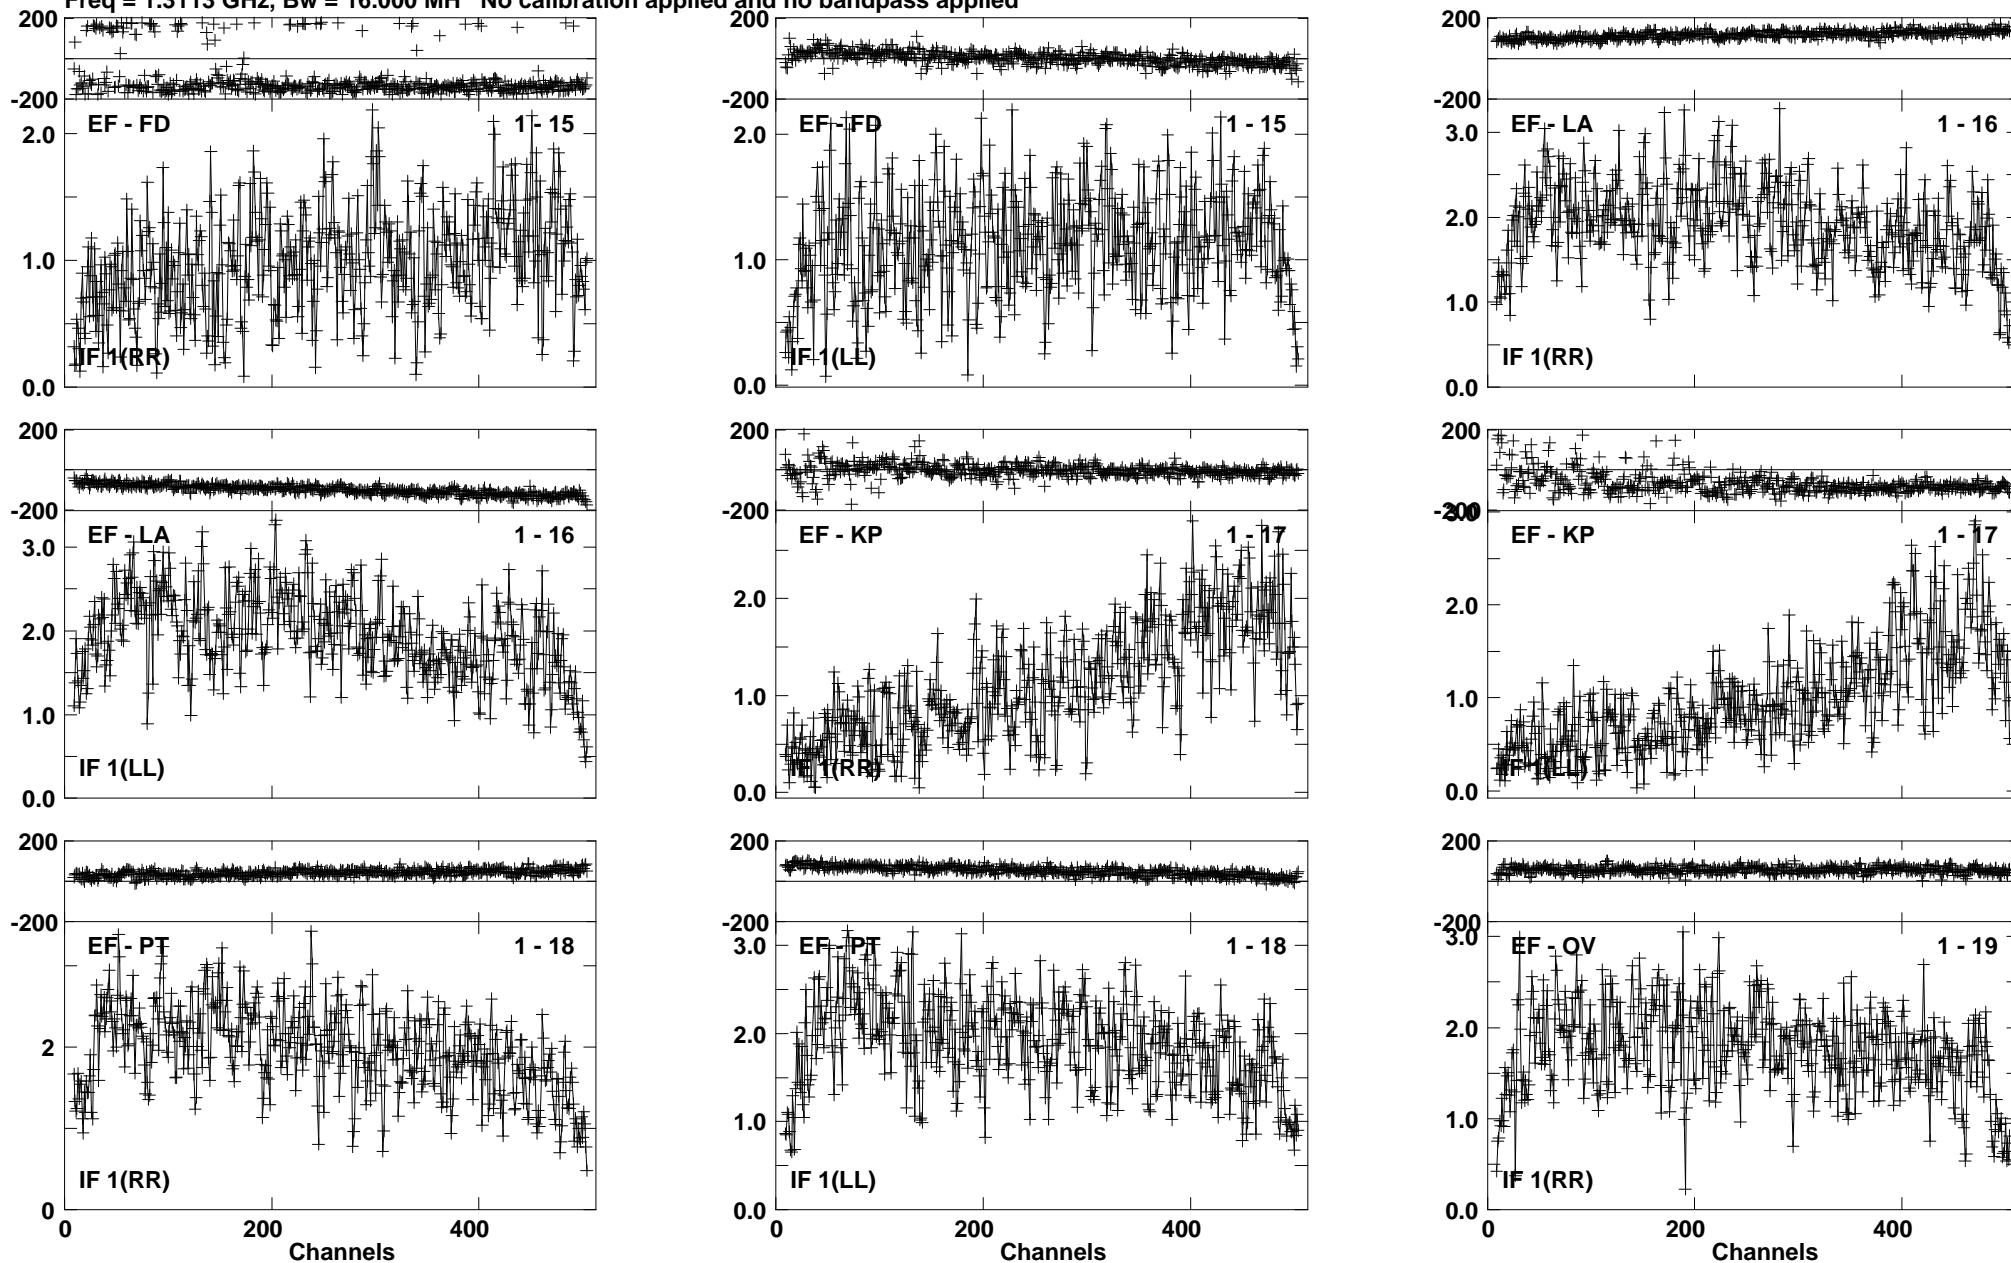 Freq = 1.3113 GHz, Bw = 16.000 MH No calibration applied and no bandpass applied
200
-200
EF - FD 1 - 15
2.0
1.0
0.0
IF 1(RR)
200
-200
EF - FD 1 - 15
2.0
1.0
0.0
IF 1(LL)
200
-200
EF - LA 1 - 16
3.0
2.0
1.0
0.0
IF 1(RR)
200
-200
EF - LA 1 - 16
3.0
2.0
1.0
0.0
IF 1(LL)
200
-200
EF - KP 1 - 17
2.0
1.0
0.0
IF 1(RR)
200
-200
3.0
EF - KP 1 - 17
2.0
1.0
0.0
IF 1(LL)
200
-200
EF - PT 1 - 18
2
0
IF 1(RR)
0 200 400
Channels
200
-200
EF - PT 1 - 18
3.0
2.0
1.0
0.0
IF 1(LL)
200
-200
3.0
EF - OV 1 - 19
2.0
1.0
0.0
IF 1(RR)
0 200 400
Channels